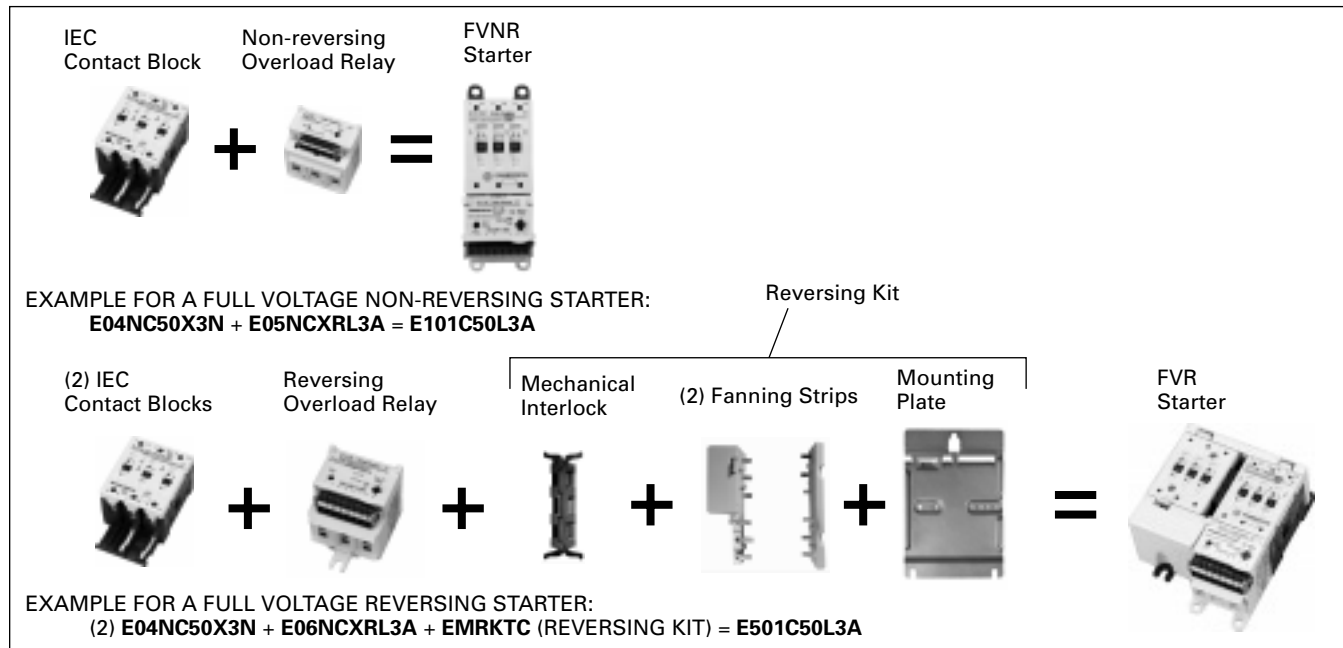 IEC
Contact Block
Non-reversing
Overload Relay
FVNR
Starter
+
=
EXAMPLE FOR A FULL VOLTAGE NON-REVERSING STARTER:
E04NC50X3N + E05NCXRL3A = E101C50L3A
Reversing Kit
(2) IEC
Contact Blocks
Reversing
Overload Relay
Mechanical
Interlock
(2) Fanning Strips
Mounting
Plate
FVR
Starter
+
+
+
+
=
EXAMPLE FOR A FULL VOLTAGE REVERSING STARTER:
(2) E04NC50X3N + E06NCXRL3A + EMRKTC (REVERSING KIT) = E501C50L3A